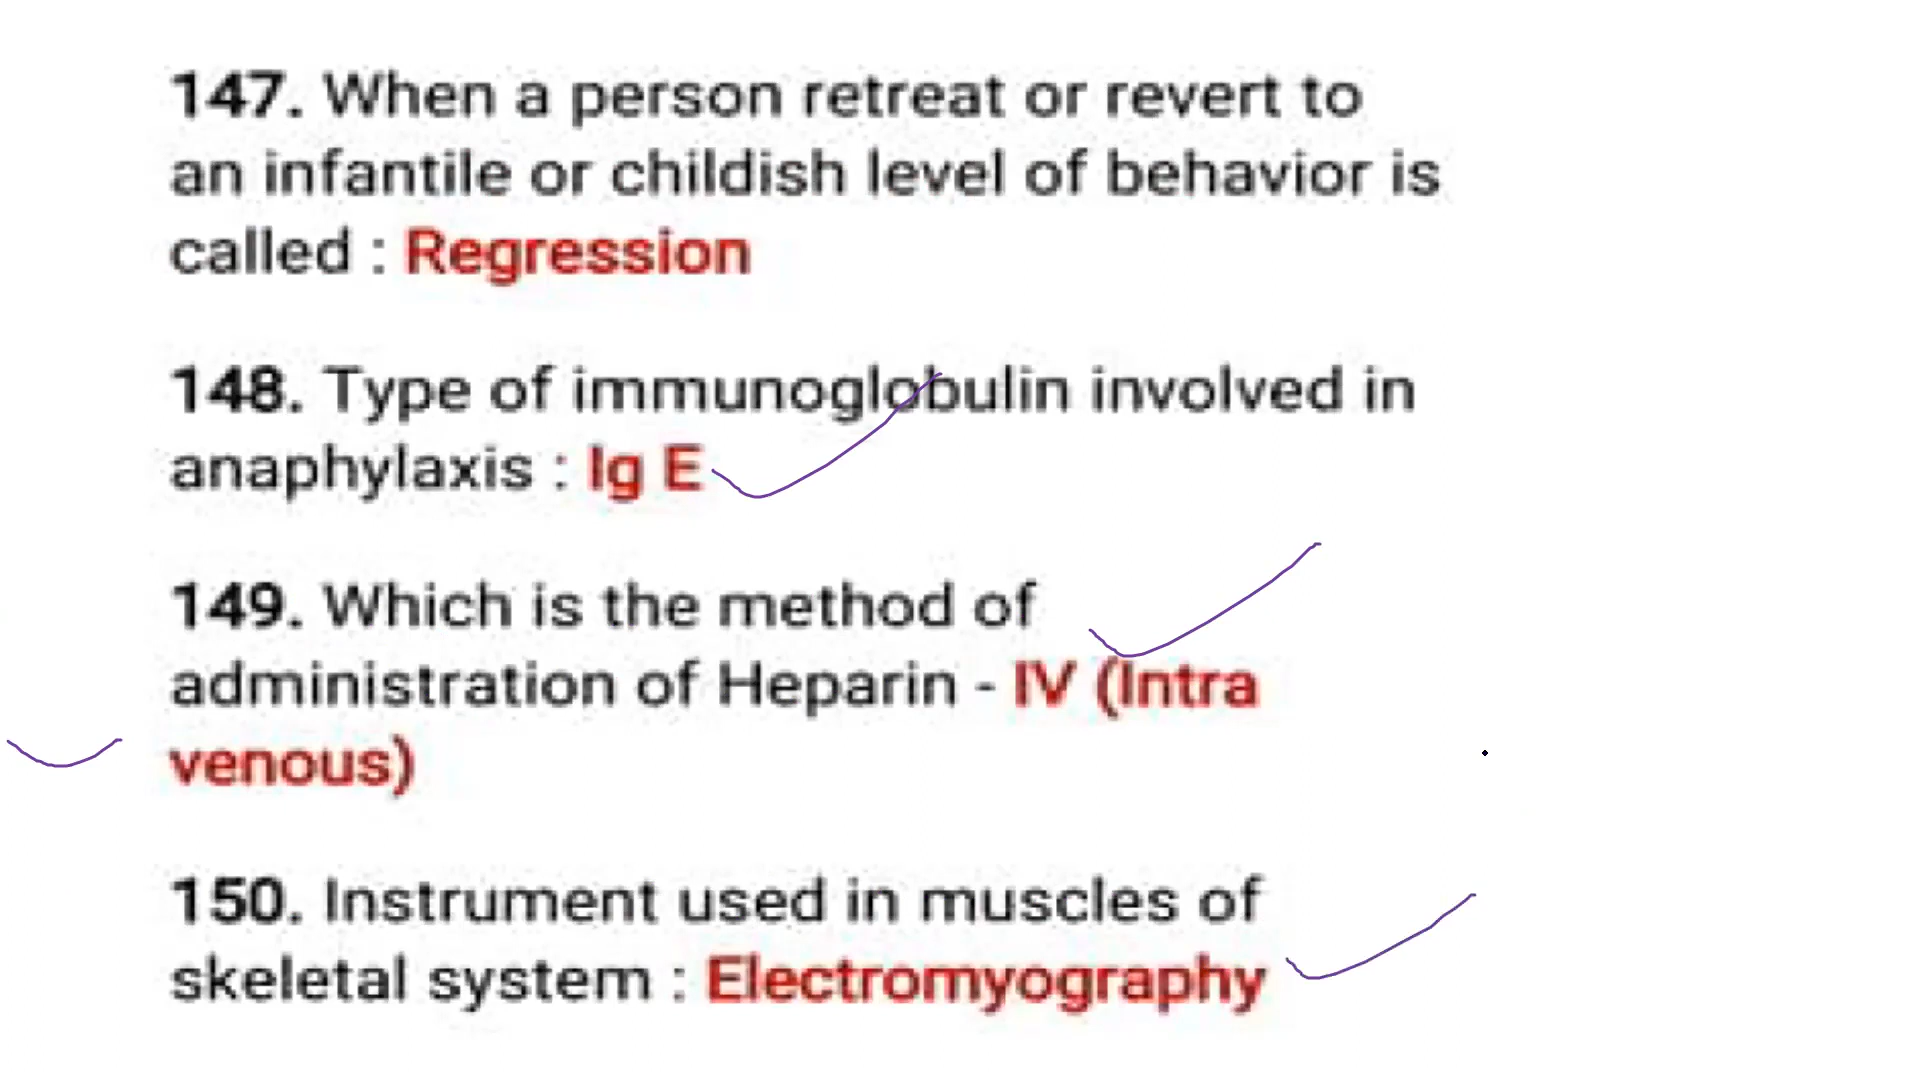 147. When a person retreat or revert to
an infantile or childish level of behavior is
called : Regression
148. Type of immunoglobulin involved in
anaphylaxis : Ig E
149. Which is the method of
administration of Heparin - IV (Intra
venous)
150. Instrument used in muscles of
skeletal system : Electromyography